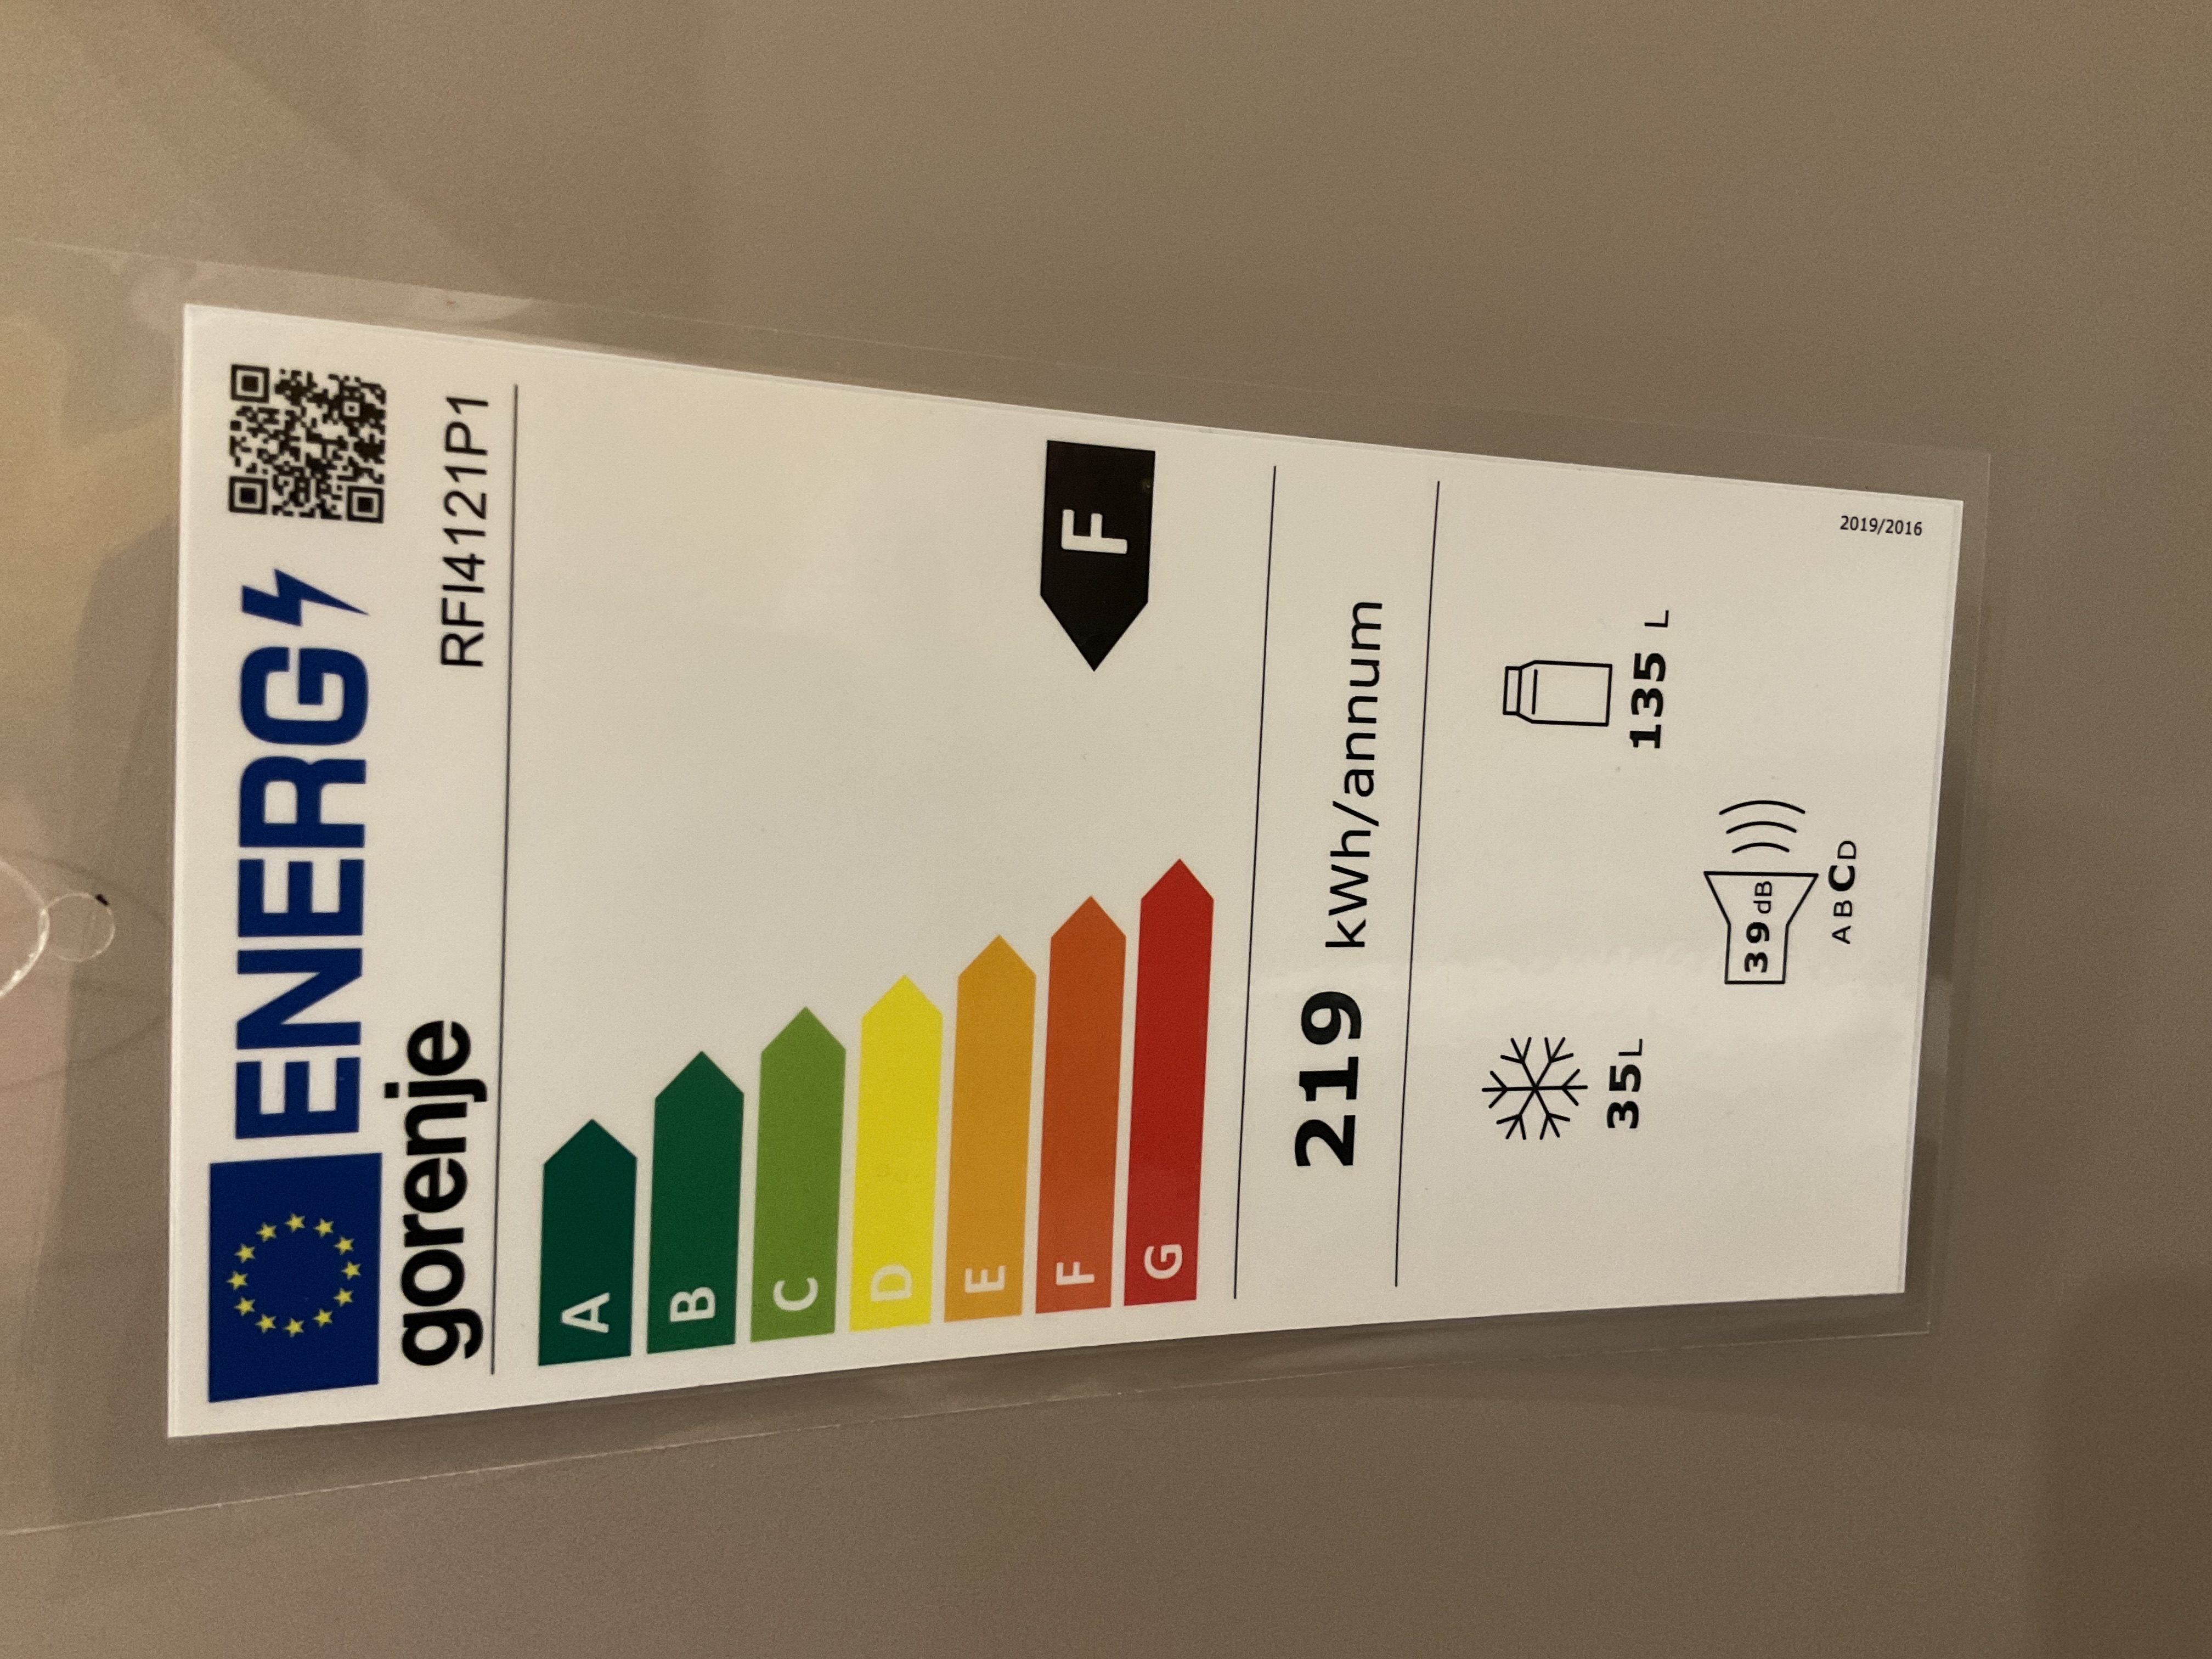 ENERG
gorenje
RFI4121P1
A
B
C
D
E
F
G
F
219 kWh/annum
35L
135 L
39dB
ABCD
2019/2016